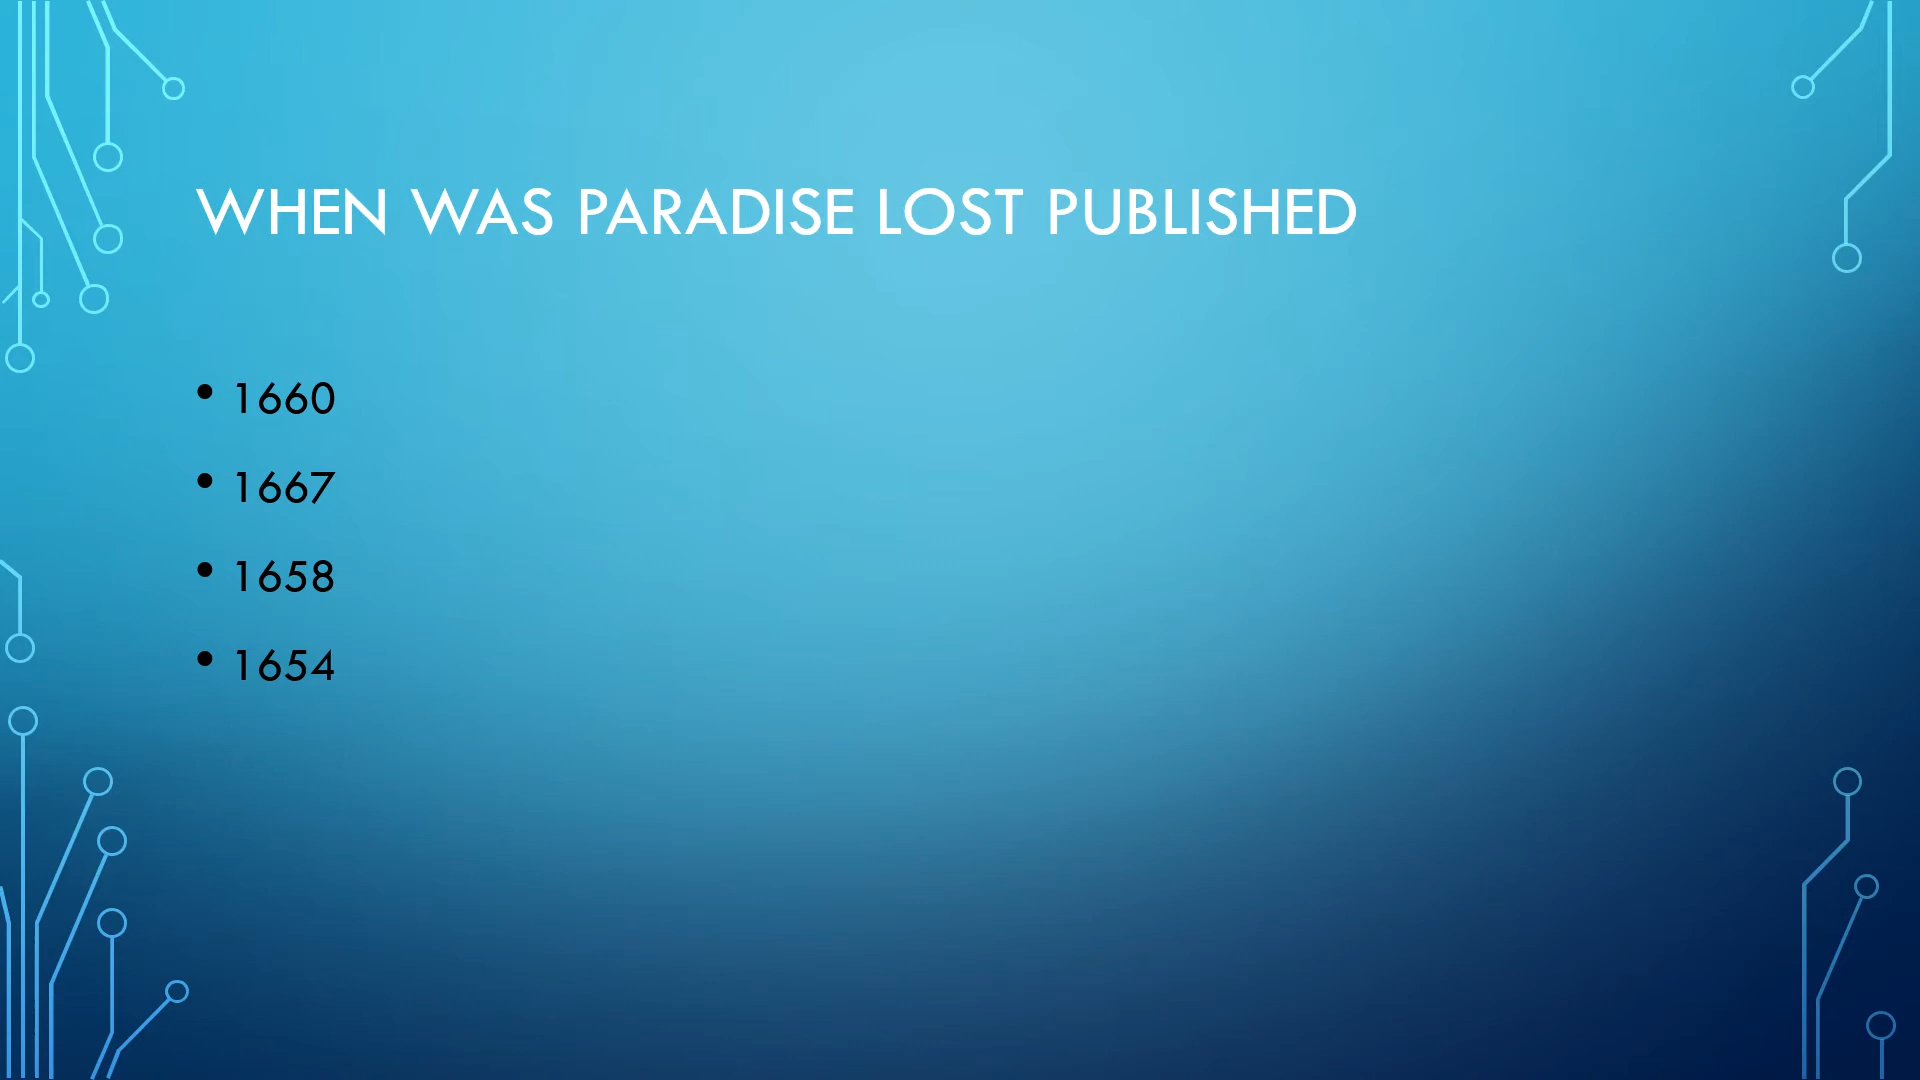 WHEN WAS PARADISE LOST PUBLISHED
• 1660
• 1667
• 1658
• 1654